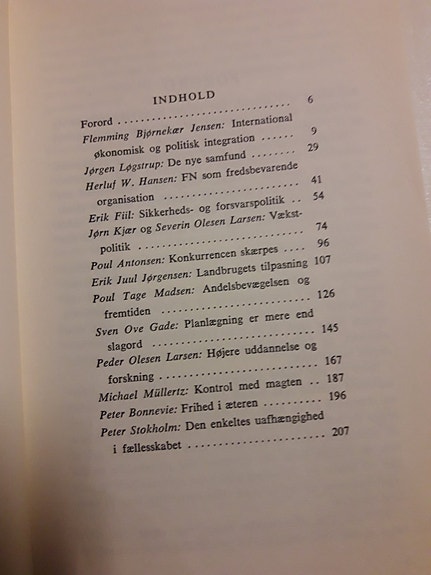 INDHOLD
Forord .............................. 6
Flemming Bjørnekær Jensen: International
økonomisk og politisk integration ...... 9
Jørgen Løgstrup: De nye samfund ........ 29
Herluf W. Hansen: FN som fredsbevarende
organisation ........................ 41
Erik Fiil: Sikkerheds- og forsvarspolitik .. 54
Jørn Kjær og Severin Olesen Larsen: Vækst-
politik ............................ 74
Poul Antonsen: Konkurrencen skærpes .... 96
Erik Juul Jørgensen: Landbrugets tilpasning 107
Poul Tage Madsen: Andelsbevægelsen og
fremtiden .......................... 126
Sven Ove Gade: Planlægning er mere end
slagord ............................ 145
Peder Olesen Larsen: Højere uddannelse og
forskning .......................... 167
Michael Müllertz: Kontrol med magten .. 187
Peter Bonnevie: Frihed i æteren .......... 196
Peter Stokholm: Den enkeltes uafhængighed
i fællesskabet ...................... 207